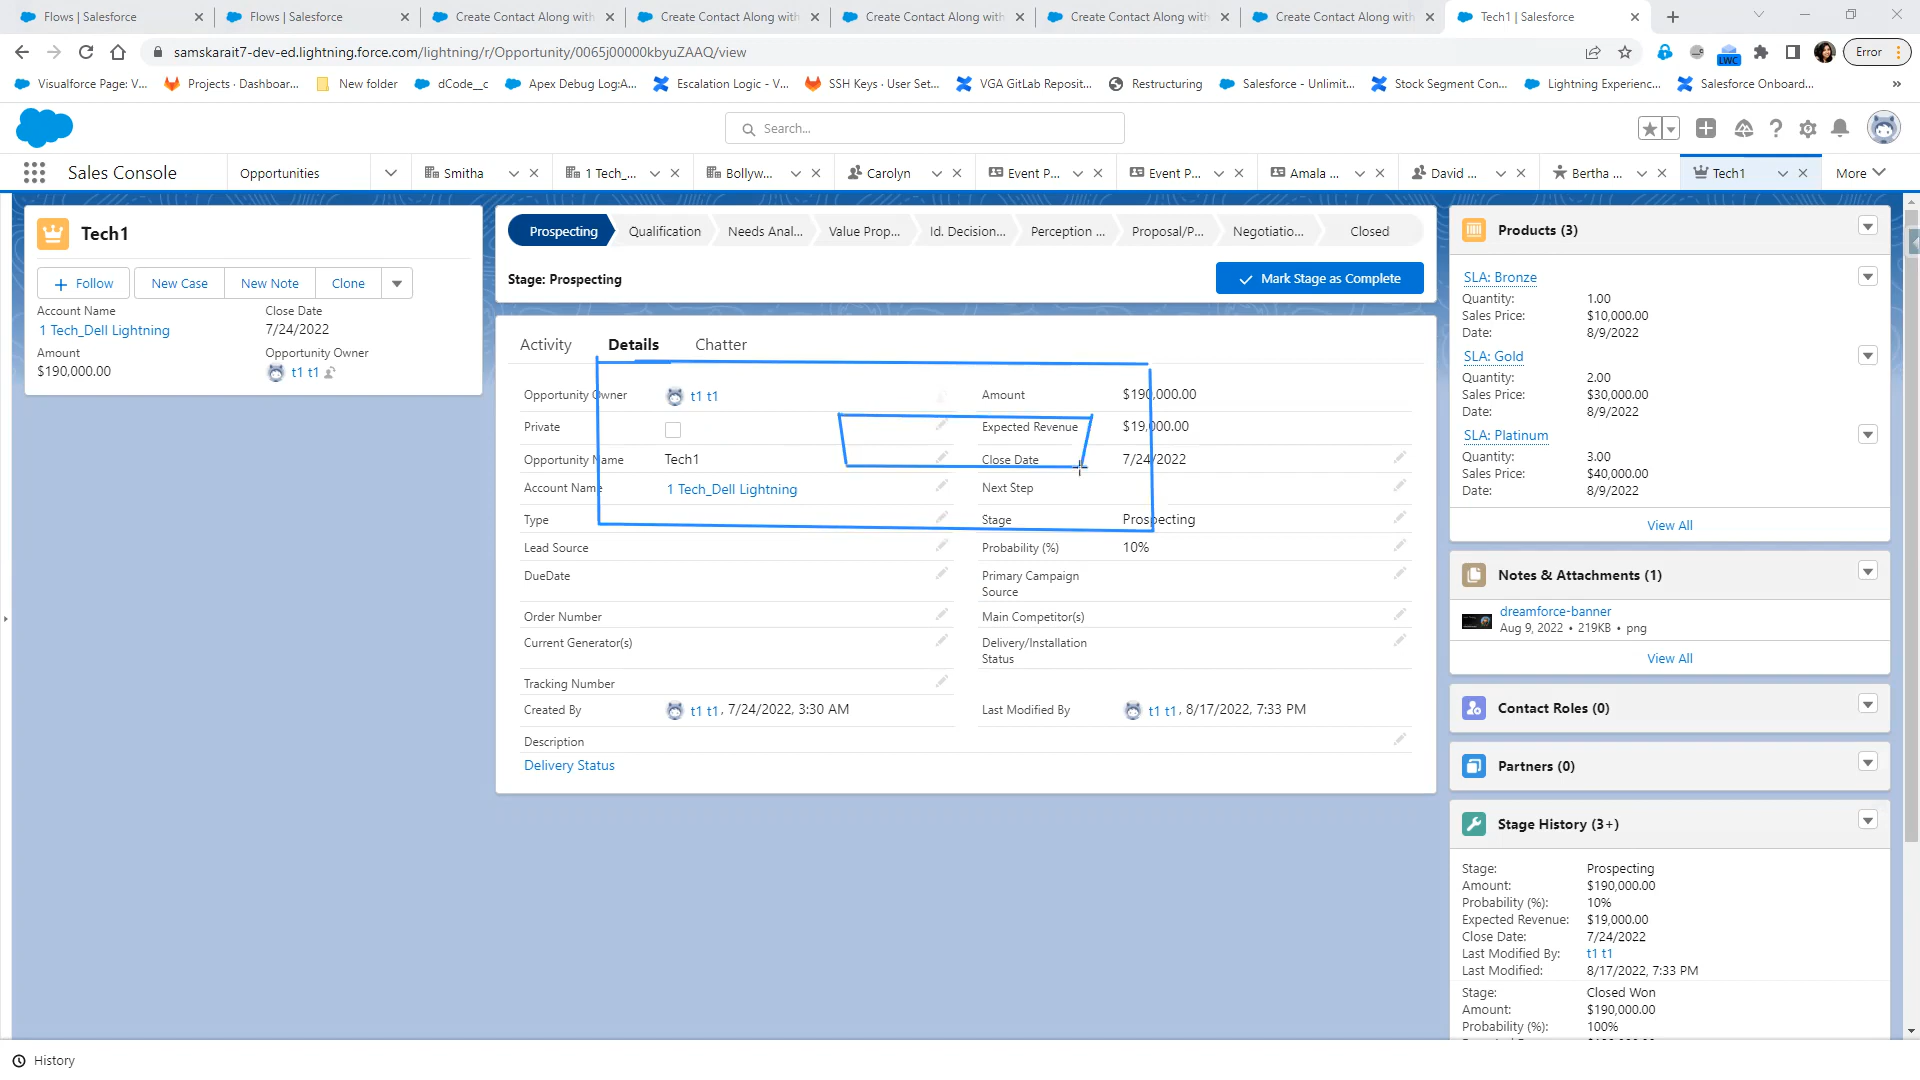 Flows | Salesforce
Flows | Salesforce
Create Contact Along with
Create Contact Along with
Create Contact Along with
Create Contact Along with
Create Contact Along with
Tech1 | Salesforce
samskarait7-dev-ed.lightning.force.com/lightning/r/Opportunity/0065j00000kbyuZAAQ/view
LWC
Error
Visualforce Page: V...
Projects · Dashboar...
New folder
dCode__c
Apex Debug Log:A...
Escalation Logic - V...
SSH Keys · User Set...
VGA GitLab Reposit...
Restructuring
Salesforce - Unlimit...
Stock Segment Con...
Lightning Experienc...
Salesforce Onboard...
»
Search...
Sales Console
Opportunities
Smitha
1 Tech_...
Bollyw...
Carolyn
Event P...
Event P...
Amala ...
David ...
Bertha ...
Tech1
More
Tech1
Follow
New Case
New Note
Clone
Account Name
1 Tech_Dell Lightning
Close Date
7/24/2022
Amount
$190,000.00
Opportunity Owner
t1 t1
Prospecting
Qualification
Needs Anal...
Value Prop...
Id. Decision...
Perception ...
Proposal/P...
Negotiatio...
Closed
Stage: Prospecting
Mark Stage as Complete
Activity
Details
Chatter
Opportunity Owner
t1 t1
Amount
$190,000.00
Private
Expected Revenue
$19,000.00
Opportunity Name
Tech1
Close Date
7/24/2022
Account Name
1 Tech_Dell Lightning
Next Step
Type
Stage
Prospecting
Lead Source
Probability (%)
10%
DueDate
Primary Campaign
Source
Order Number
Main Competitor(s)
Current Generator(s)
Delivery/Installation
Status
Tracking Number
Created By
t1 t1, 7/24/2022, 3:30 AM
Last Modified By
t1 t1, 8/17/2022, 7:33 PM
Description
Delivery Status
Products (3)
SLA: Bronze
Quantity: 1.00
Sales Price: $10,000.00
Date: 8/9/2022
SLA: Gold
Quantity: 2.00
Sales Price: $30,000.00
Date: 8/9/2022
SLA: Platinum
Quantity: 3.00
Sales Price: $40,000.00
Date: 8/9/2022
View All
Notes & Attachments (1)
dreamforce-banner
Aug 9, 2022 • 219KB • png
View All
Contact Roles (0)
Partners (0)
Stage History (3+)
Stage: Prospecting
Amount: $190,000.00
Probability (%): 10%
Expected Revenue: $19,000.00
Close Date: 7/24/2022
Last Modified By: t1 t1
Last Modified: 8/17/2022, 7:33 PM
Stage: Closed Won
Amount: $190,000.00
Probability (%): 100%
History